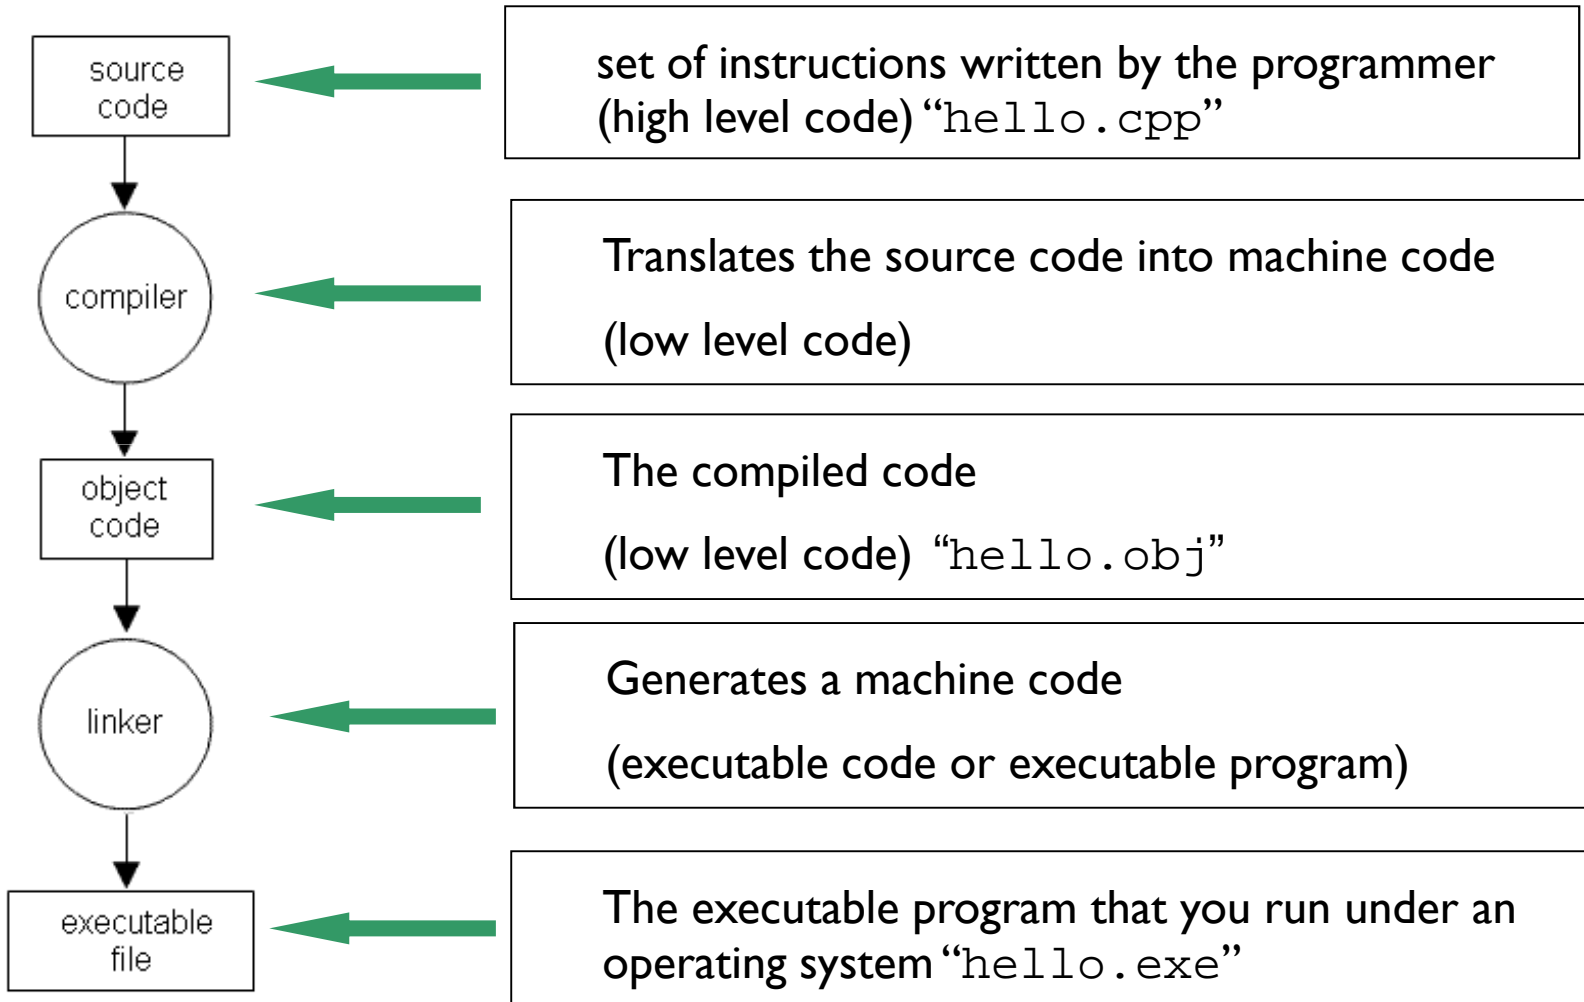 source
code
set of instructions written by the programmer
(high level code) “hello.cpp”
compiler
Translates the source code into machine code
(low level code)
object
code
The compiled code
(low level code) “hello.obj”
linker
Generates a machine code
(executable code or executable program)
executable
file
The executable program that you run under an
operating system “hello.exe”